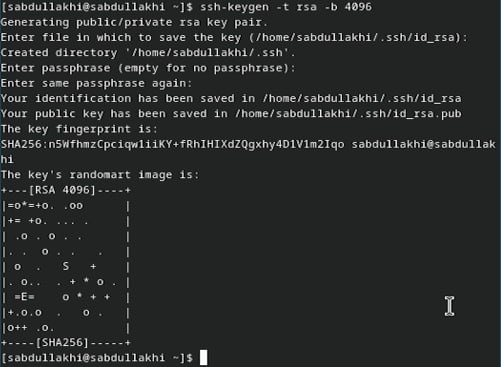 [sabdullakhi@sabdullakhi ~]$ ssh-keygen -t rsa -b 4096
Generating public/private rsa key pair.
Enter file in which to save the key (/home/sabdullakhi/.ssh/id_rsa):
Created directory '/home/sabdullakhi/.ssh'.
Enter passphrase (empty for no passphrase):
Enter same passphrase again:
Your identification has been saved in /home/sabdullakhi/.ssh/id_rsa
Your public key has been saved in /home/sabdullakhi/.ssh/id_rsa.pub
The key fingerprint is:
SHA256:n5WfhmzCpciqw1iiKY+fRhIHIXdZQgxhy4D1V1m2Iqo sabdullakhi@sabdullak
hi
The key's randomart image is:
+---[RSA 4096]----+
|=o*=+o. .oo      |
|+= +o. ... .     |
| .o . o . .      |
|. .  o . .   .   |
| o  .   S   +    |
|. o..  . + * o . |
| =E=    o * + +  |
|+.o.o  .   o .   |
|o++ .o.          |
+----[SHA256]-----+
[sabdullakhi@sabdullakhi ~]$